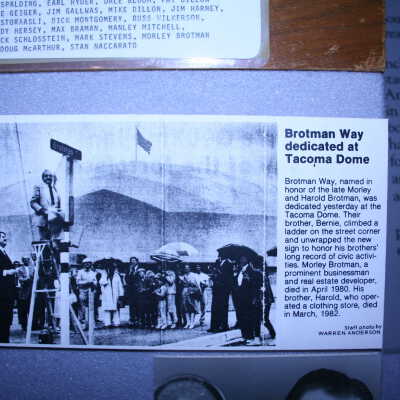 SPALDING, EARL RYDER, DALE BLOOM, PAT DILLON
E GEIGER, JIM GALLWAS, MIKE DILLON, JIM HARNEY,
STORAASLI, DICK MONTGOMERY, RUSS WILKERSON,
DY HERSEY, MAX BRAMAN, MANLEY MITCHELL,
CK SCHLOSSTEIN, MARK STEVENS, MORLEY BROTMAN
DOUG McARTHUR, STAN NACCARATO
Brotman Way
dedicated at
Tacoma Dome
Brotman Way, named in
honor of the late Morley
and Harold Brotman, was
dedicated yesterday at the
Tacoma Dome. Their
brother, Bernie, climbed a
ladder on the street corner
and unwrapped the new
sign to honor his brothers'
long record of civic activi-
ties. Morley Brotman, a
prominent businessman
and real estate developer,
died in April 1980. His
brother, Harold, who oper-
ated a clothing store, died
in March, 1982.
Staff photo by
WARREN ANDERSON